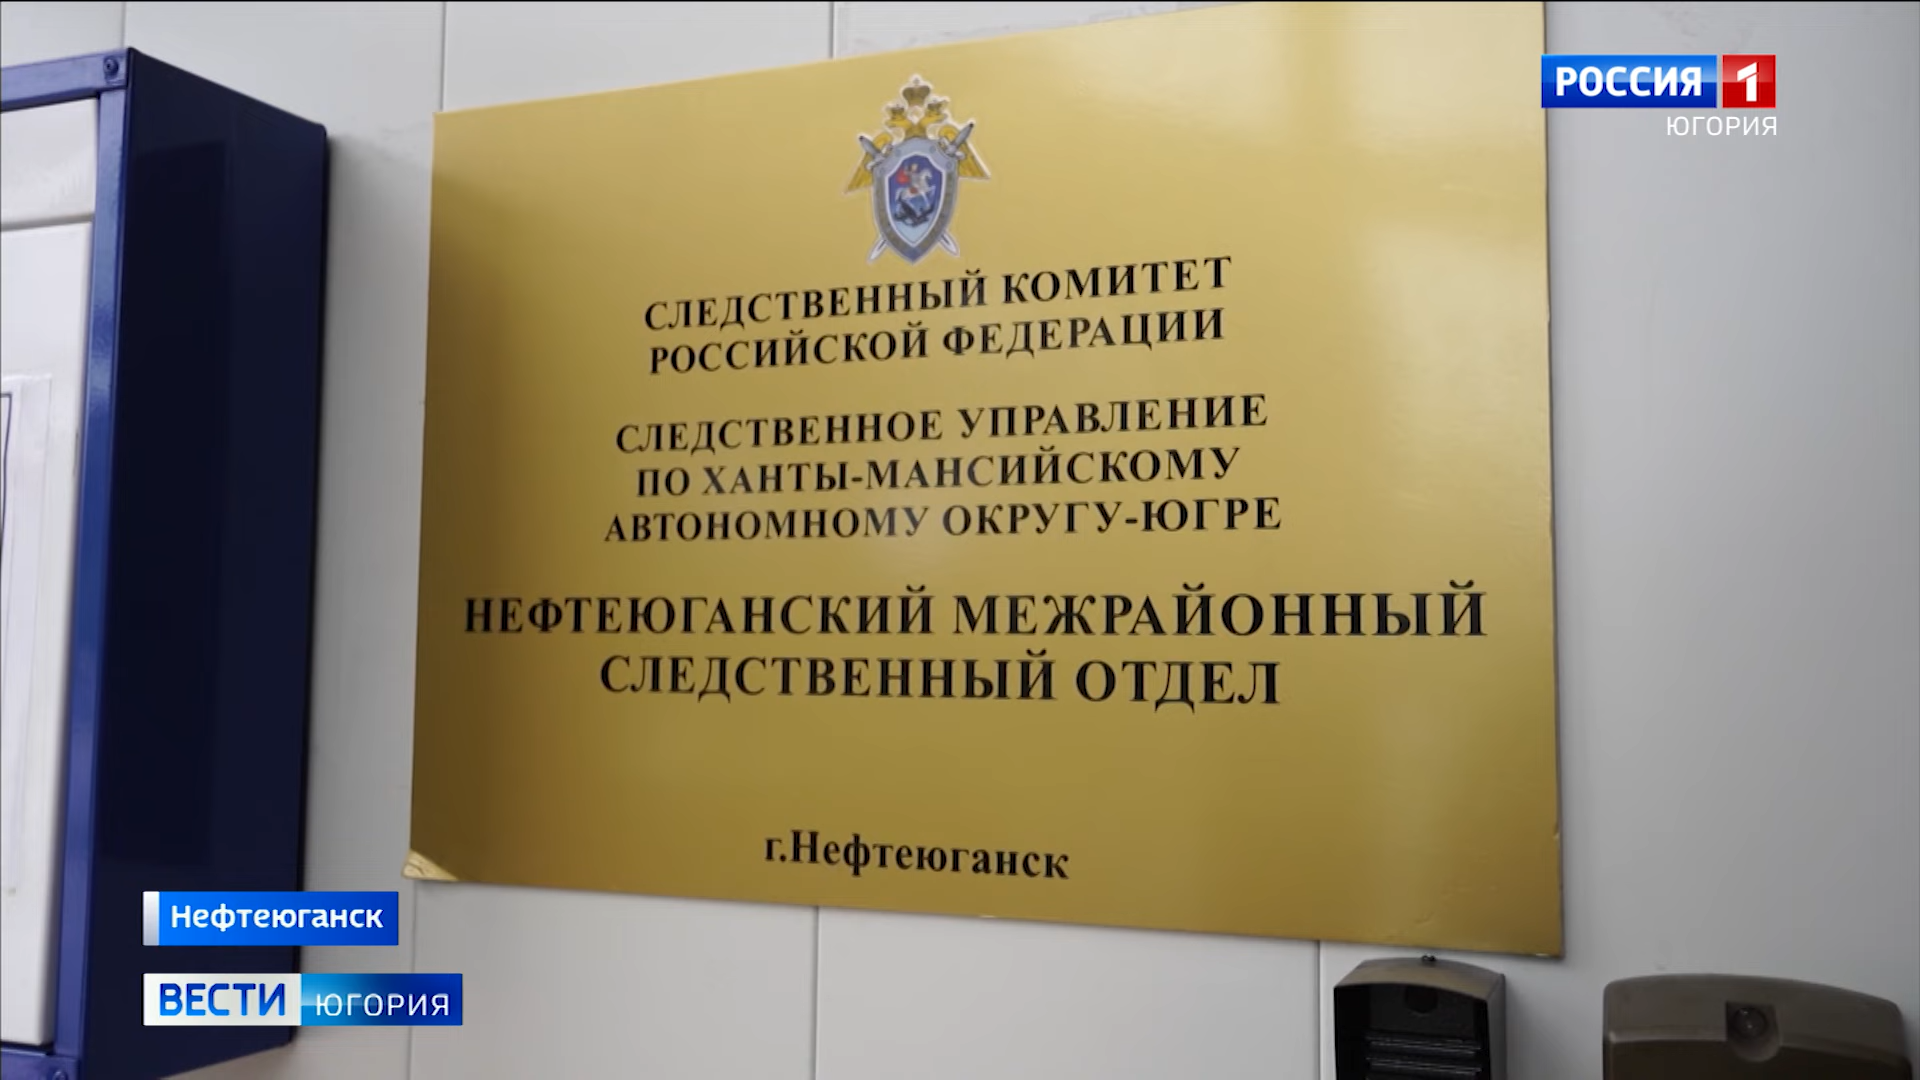 РОССИЯ 1
ЮГОРИЯ
СЛЕДСТВЕННЫЙ КОМИТЕТ
РОССИЙСКОЙ ФЕДЕРАЦИИ
СЛЕДСТВЕННОЕ УПРАВЛЕНИЕ
ПО ХАНТЫ-МАНСИЙСКОМУ
АВТОНОМНОМУ ОКРУГУ-ЮГРЕ
НЕФТЕЮГАНСКИЙ МЕЖРАЙОННЫЙ
СЛЕДСТВЕННЫЙ ОТДЕЛ
г.Нефтеюганск
Нефтеюганск
ВЕСТИ ЮГОРИЯ